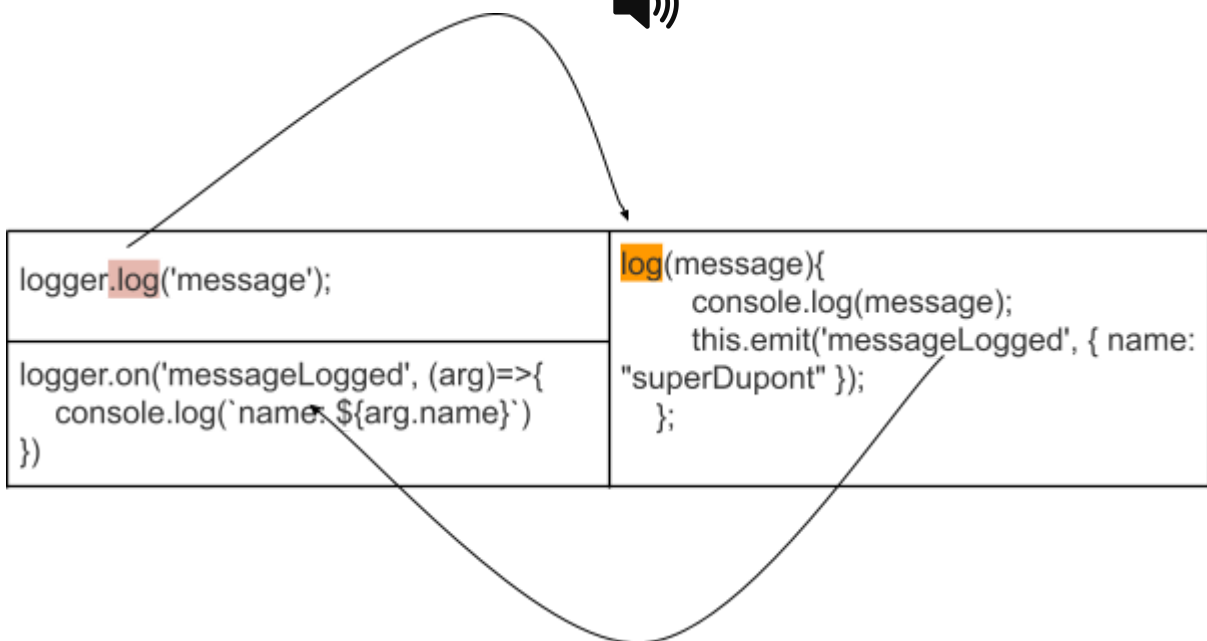 logger.log('message');
logger.on('messageLogged', (arg)=>{
console.log(`name: ${arg.name}`)
})
log(message){
console.log(message);
this.emit('messageLogged', { name:
"superDupont" });
};